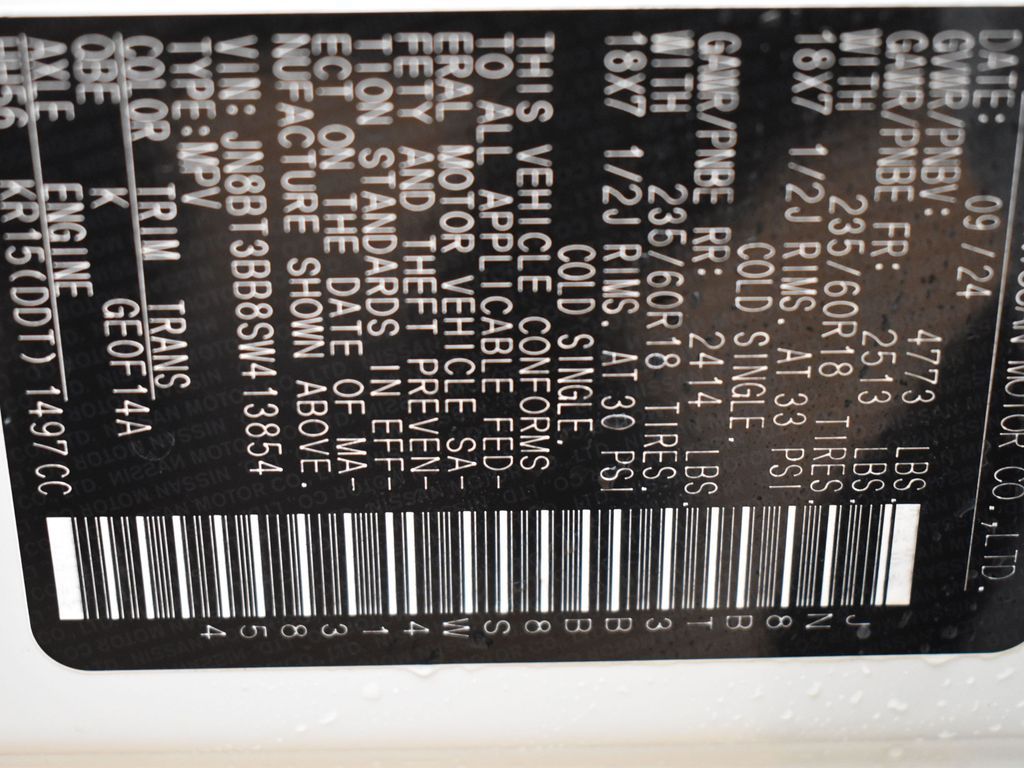 MOTOR CO.,LTD.
DATE: 09/24
GVWR/PNBV: 4773 LBS.
GAWR/PNBE FR: 2513 LBS.
WITH 235/60R18 TIRES,
18X7 1/2J RINS. AT 33 PSI
COLD SINGLE.
GAWR/PNBE RR: 2414 LBS.
WITH 235/60R18 TIRES,
18X7 1/2J RINS. AT 30 PSI
COLD SINGLE.
THIS VEHICLE CONFORMS
TO ALL APPLICABLE FED-
ERAL MOTOR VEHICLE SA-
FETY AND THEFT PREVEN-
TION STANDARDS IN EFF-
ECT ON THE DATE OF MA-
NUFACTURE SHOWN ABOVE.
VIN: JN8BT3BB8SW413854
TYPE:MPV
COLOR TRIM TRANS
QBE K GE0F14A
AXLE ENGINE
KR15(DDT) 1497CC
JN8BT3BB8SW413854